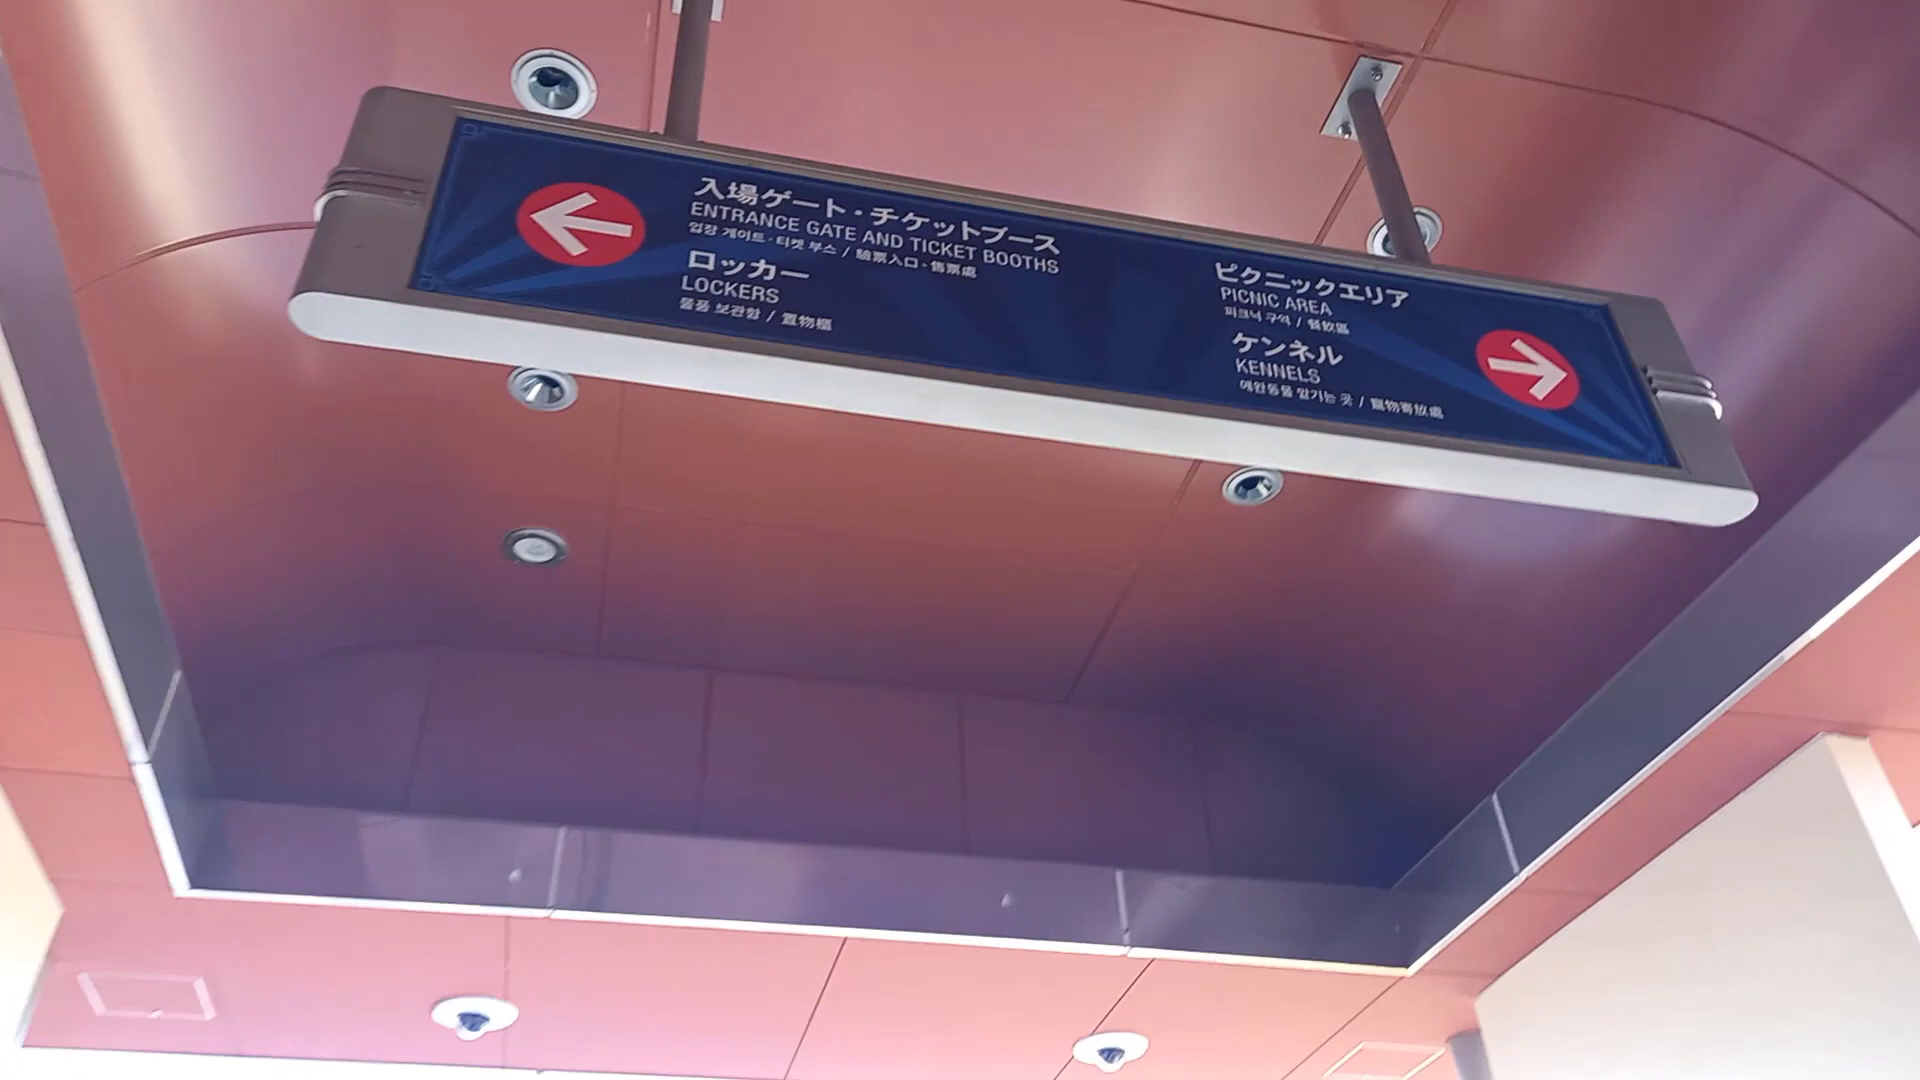 入場ゲート・チケットブース
ENTRANCE GATE AND TICKET BOOTHS
입장 게이트·티켓 부스 / 驗票入口・售票處
ロッカー
LOCKERS
물품 보관함 / 置物櫃
ピクニックエリア
PICNIC AREA
피크닉 구역 / 餐飲區
ケンネル
KENNELS
애완동물 맡기는 곳 / 寵物寄放處